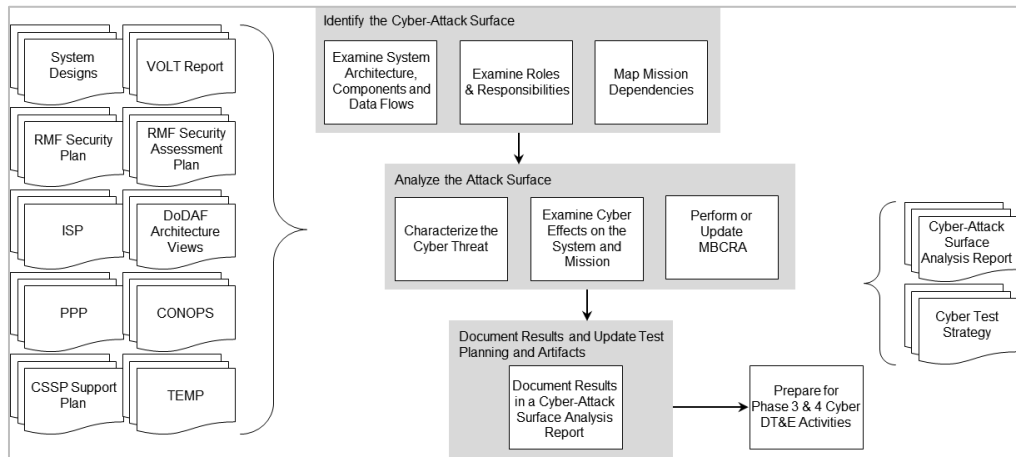 System
Designs
VOLT Report
RMF Security
Plan
RMF Security
Assessment
Plan
ISP
DoDAF
Architecture
Views
PPP
CONOPS
CSSP Support
Plan
TEMP
Identify the Cyber-Attack Surface
Examine System
Architecture,
Components and
Data Flows
Examine Roles
& Responsibilities
Map Mission
Dependencies
Analyze the Attack Surface
Characterize the
Cyber Threat
Examine Cyber
Effects on the
System and
Mission
Perform or
Update
MBCRA
Document Results and Update Test
Planning and Artifacts
Document Results
in a Cyber-Attack
Surface Analysis
Report
Prepare for
Phase 3 & 4 Cyber
DT&E Activities
Cyber-Attack
Surface
Analysis Report
Cyber Test
Strategy